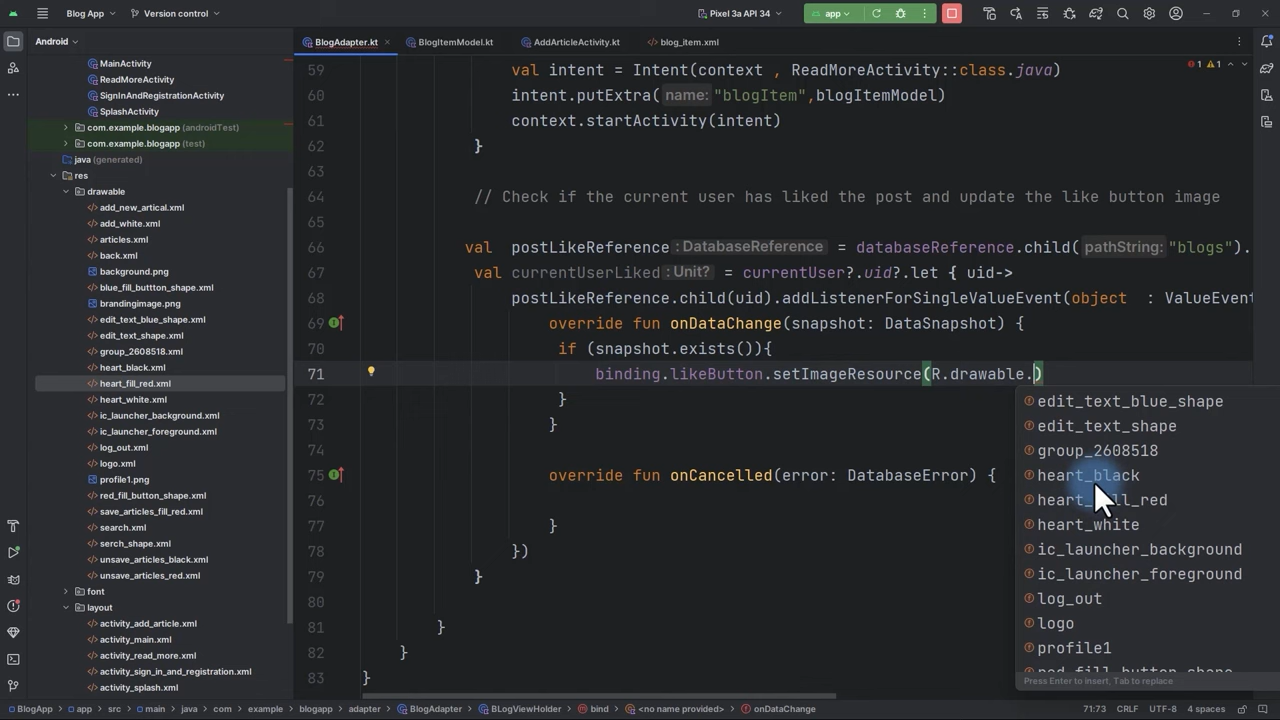 Blog App
Version control
Pixel 3a API 34
app
Android
BlogAdapter.kt
BlogItemModel.kt
AddArticleActivity.kt
blog_item.xml
MainActivity
ReadMoreActivity
SignInAndRegistrationActivity
SplashActivity
com.example.blogapp (androidTest)
com.example.blogapp (test)
java (generated)
res
drawable
add_new_artical.xml
add_white.xml
articles.xml
back.xml
background.png
blue_fill_buttton_shape.xml
brandingimage.png
edit_text_blue_shape.xml
edit_text_shape.xml
group_2608518.xml
heart_black.xml
heart_fill_red.xml
heart_white.xml
ic_launcher_background.xml
ic_launcher_foreground.xml
log_out.xml
logo.xml
profile1.png
red_fill_button_shape.xml
save_articles_fill_red.xml
search.xml
serch_shape.xml
unsave_articles_black.xml
unsave_articles_red.xml
font
layout
activity_add_article.xml
activity_main.xml
activity_read_more.xml
activity_sign_in_and_registration.xml
activity_splash.xml
1 1
59 val intent = Intent(context , ReadMoreActivity::class.java)
60 intent.putExtra( name: "blogItem",blogItemModel)
61 context.startActivity(intent)
62 }
63
64 // Check if the current user has liked the post and update the like button image
65
66 val postLikeReference : DatabaseReference = databaseReference.child( pathString: "blogs").
67 val currentUserLiked : Unit? = currentUser?.uid?.let { uid->
68 postLikeReference.child(uid).addListenerForSingleValueEvent(object : ValueEvent
69 override fun onDataChange(snapshot: DataSnapshot) {
70 if (snapshot.exists()){
71 binding.likeButton.setImageResource(R.drawable.)
72 }
73 }
74
75 override fun onCancelled(error: DatabaseError) {
76
77 }
78 })
79 }
80
81 }
82 }
83 }
edit_text_blue_shape
edit_text_shape
group_2608518
heart_black
heart_fill_red
heart_white
ic_launcher_background
ic_launcher_foreground
log_out
logo
profile1
red_fill_button_shape
Press Enter to insert, Tab to replace
BlogApp > app > src > main > java > com > example > blogapp > adapter > BlogAdapter > BLogViewHolder > bind > <no name provided> > onDataChange
71:73 CRLF UTF-8 4 spaces